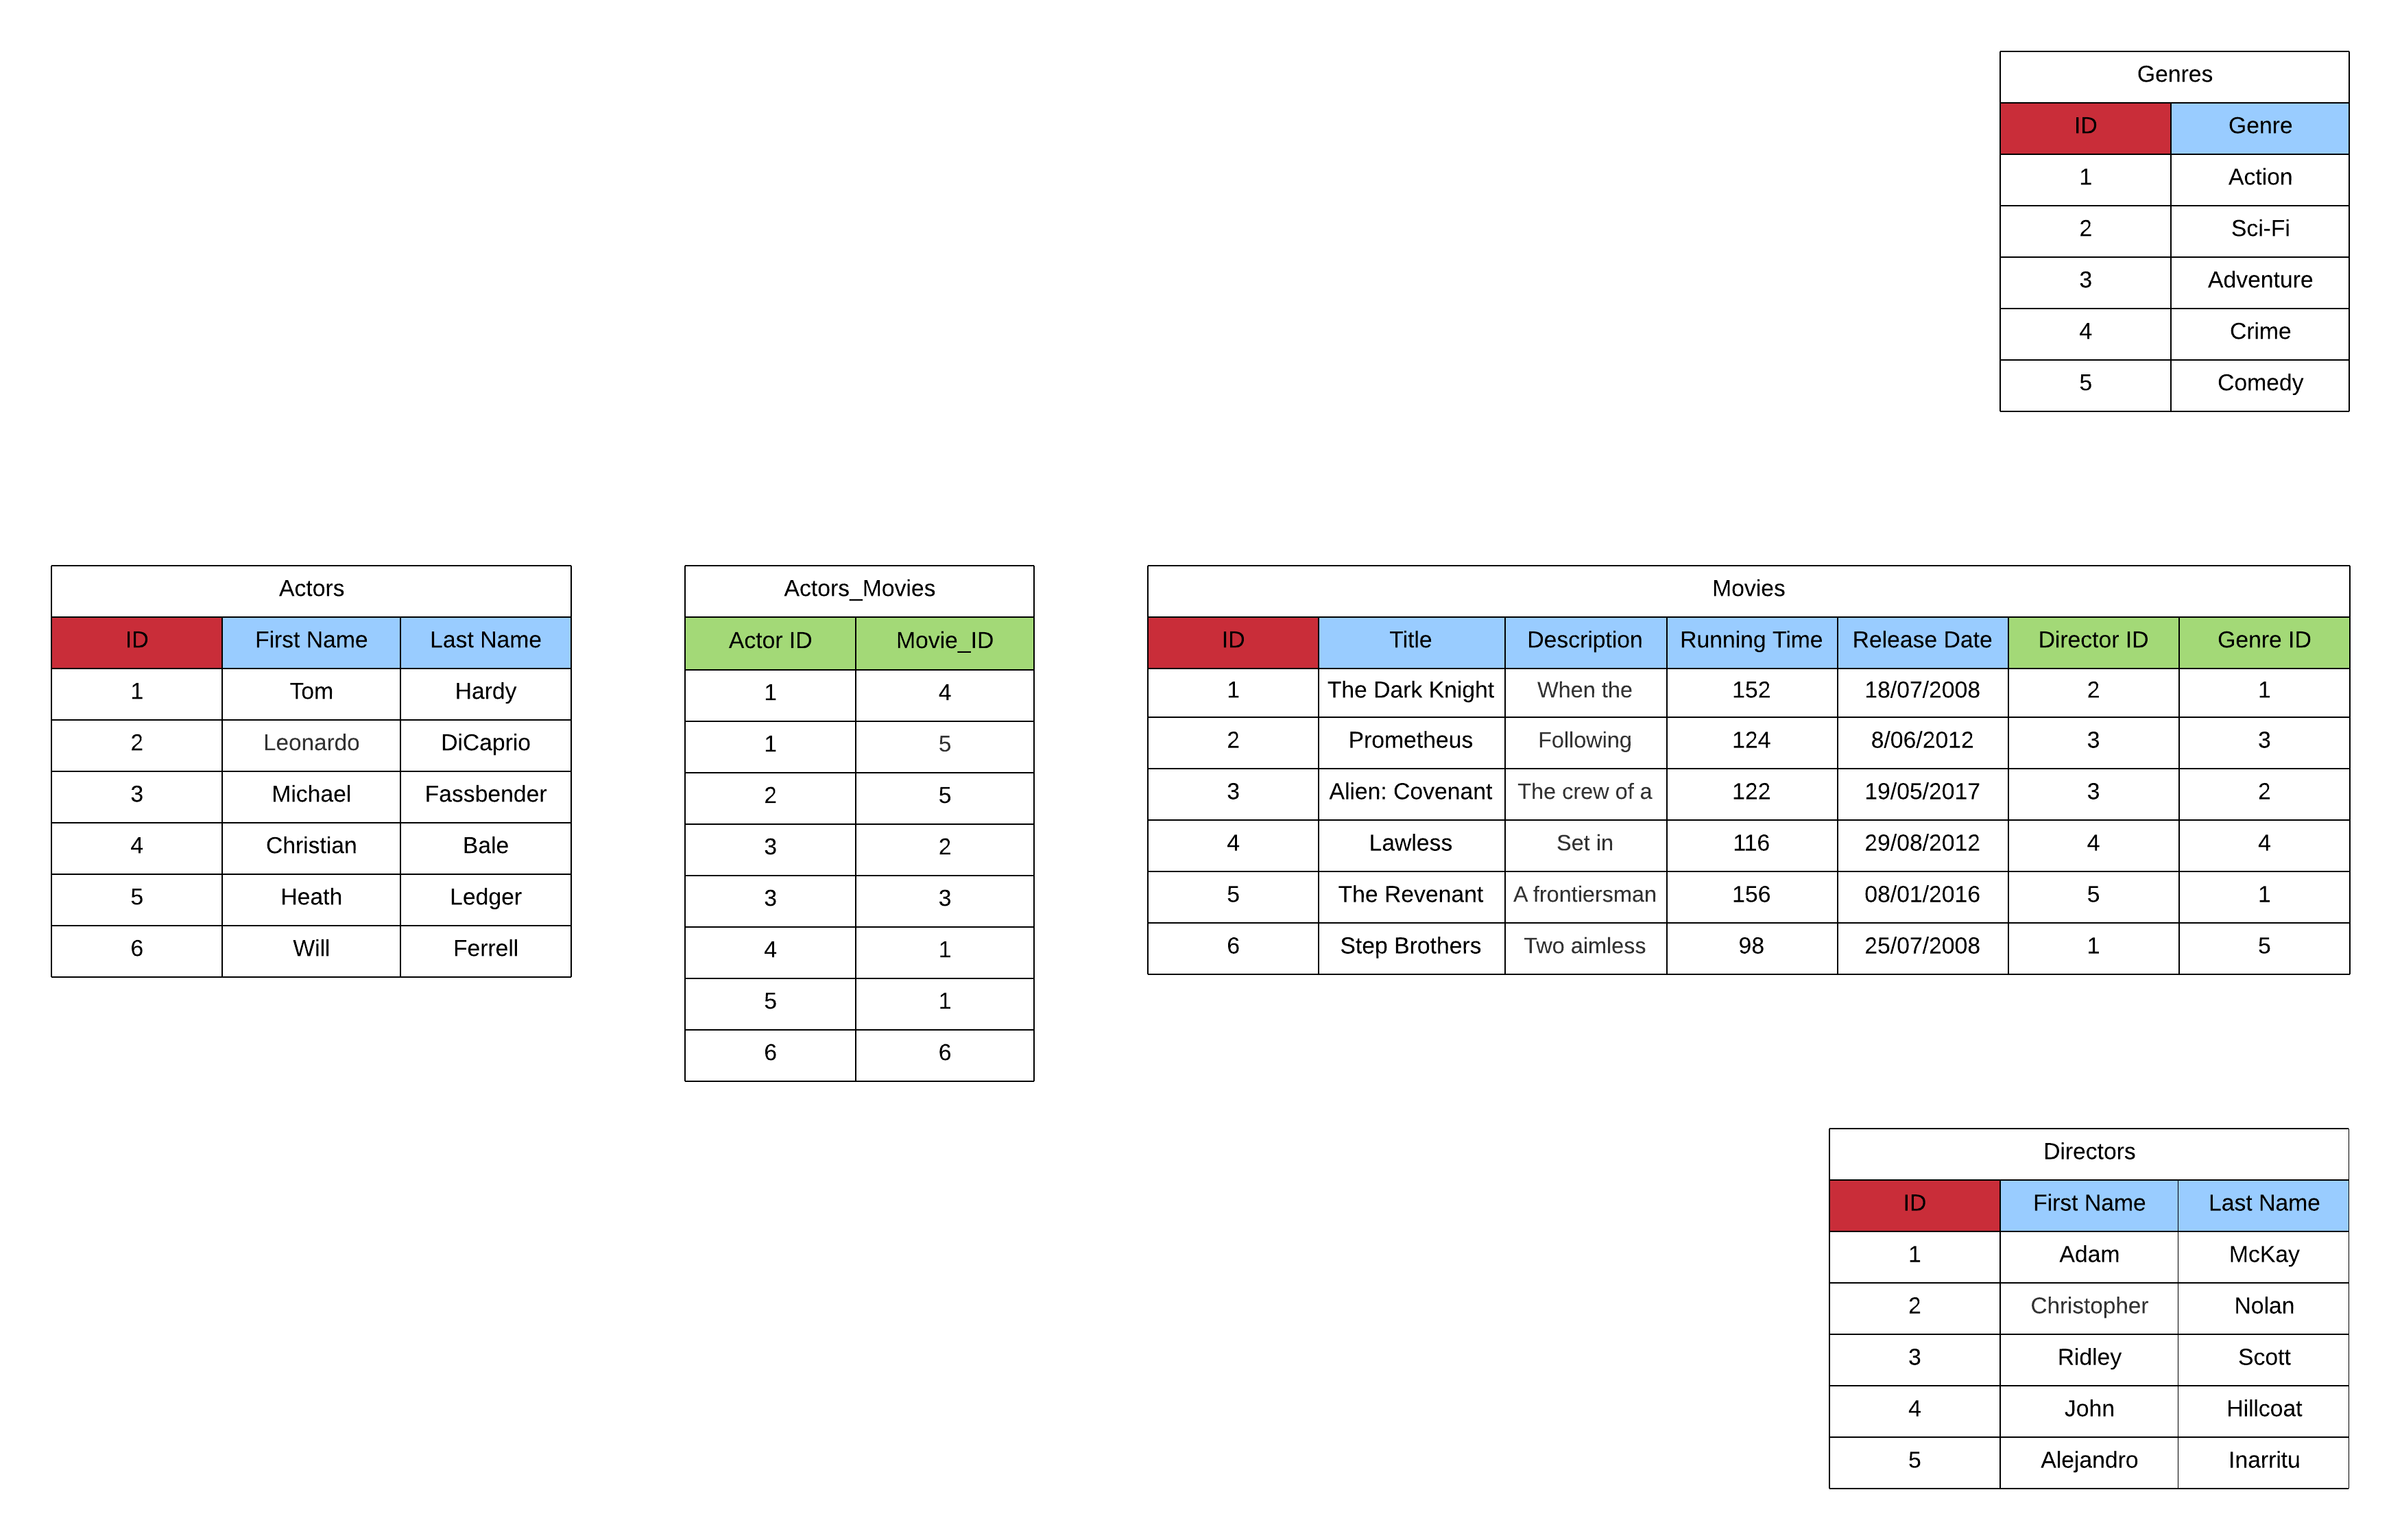 Genres
ID Genre
1 Action
2 Sci-Fi
3 Adventure
4 Crime
5 Comedy
Actors
ID First Name Last Name
1 Tom Hardy
2 Leonardo DiCaprio
3 Michael Fassbender
4 Christian Bale
5 Heath Ledger
6 Will Ferrell
Actors_Movies
Actor ID Movie_ID
1 4
1 5
2 5
3 2
3 3
4 1
5 1
6 6
Movies
ID Title Description Running Time Release Date Director ID Genre ID
1 The Dark Knight When the 152 18/07/2008 2 1
2 Prometheus Following 124 8/06/2012 3 3
3 Alien: Covenant The crew of a 122 19/05/2017 3 2
4 Lawless Set in 116 29/08/2012 4 4
5 The Revenant A frontiersman 156 08/01/2016 5 1
6 Step Brothers Two aimless 98 25/07/2008 1 5
Directors
ID First Name Last Name
1 Adam McKay
2 Christopher Nolan
3 Ridley Scott
4 John Hillcoat
5 Alejandro Inarritu